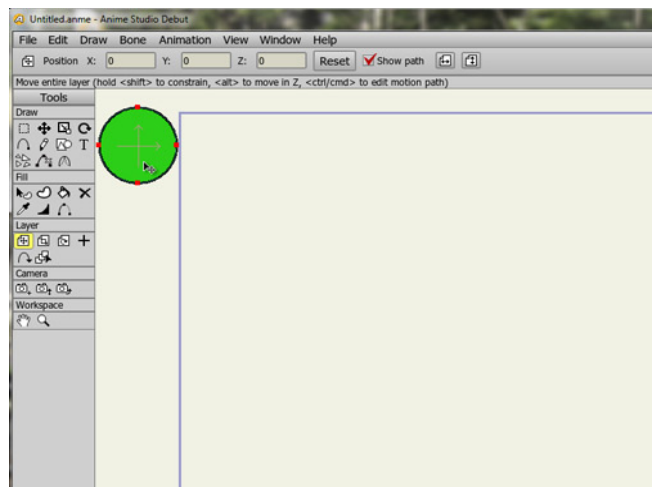 Untitled.anme - Anime Studio Debut
File Edit Draw Bone Animation View Window Help
Position X: 0 Y: 0 Z: 0 Reset Show path
Move entire layer (hold <shift> to constrain, <alt> to move in Z, <ctrl/cmd> to edit motion path)
Tools
Draw
T
Fill
Layer
Camera
Workspace